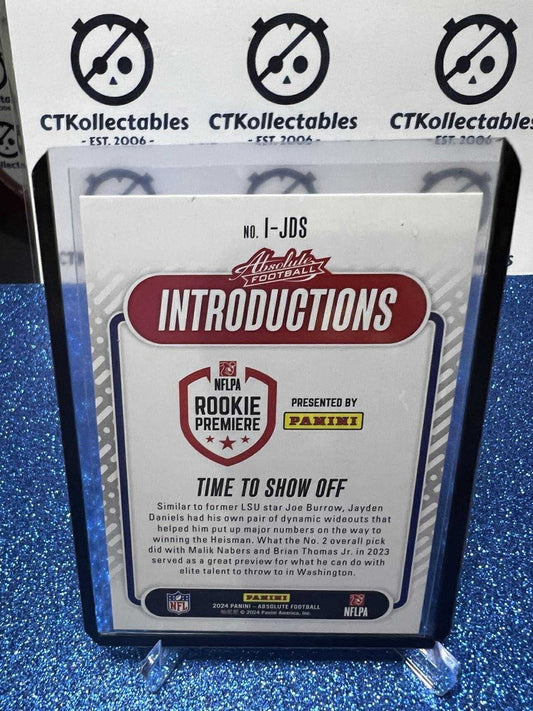 CTKollectables CTKollectables CTKollectables
- EST. 2006 - - EST. 2006 - - EST. 2006 -
NO. I-JDS
Absolute
FOOTBALL
INTRODUCTIONS
NFLPA
ROOKIE
PREMIERE
PRESENTED BY
PANINI
TIME TO SHOW OFF
Similar to former LSU star Joe Burrow, Jayden
Daniels had his own pair of dynamic wideouts that
helped him put up major numbers on the way to
winning the Heisman. What the No. 2 overall pick
did with Malik Nabers and Brian Thomas Jr. in 2023
served as a great preview for what he can do with
elite talent to throw to in Washington.
NFL
PANINI
2024 PANINI – ABSOLUTE FOOTBALL
© 2024 Panini America, Inc.
NFLPA